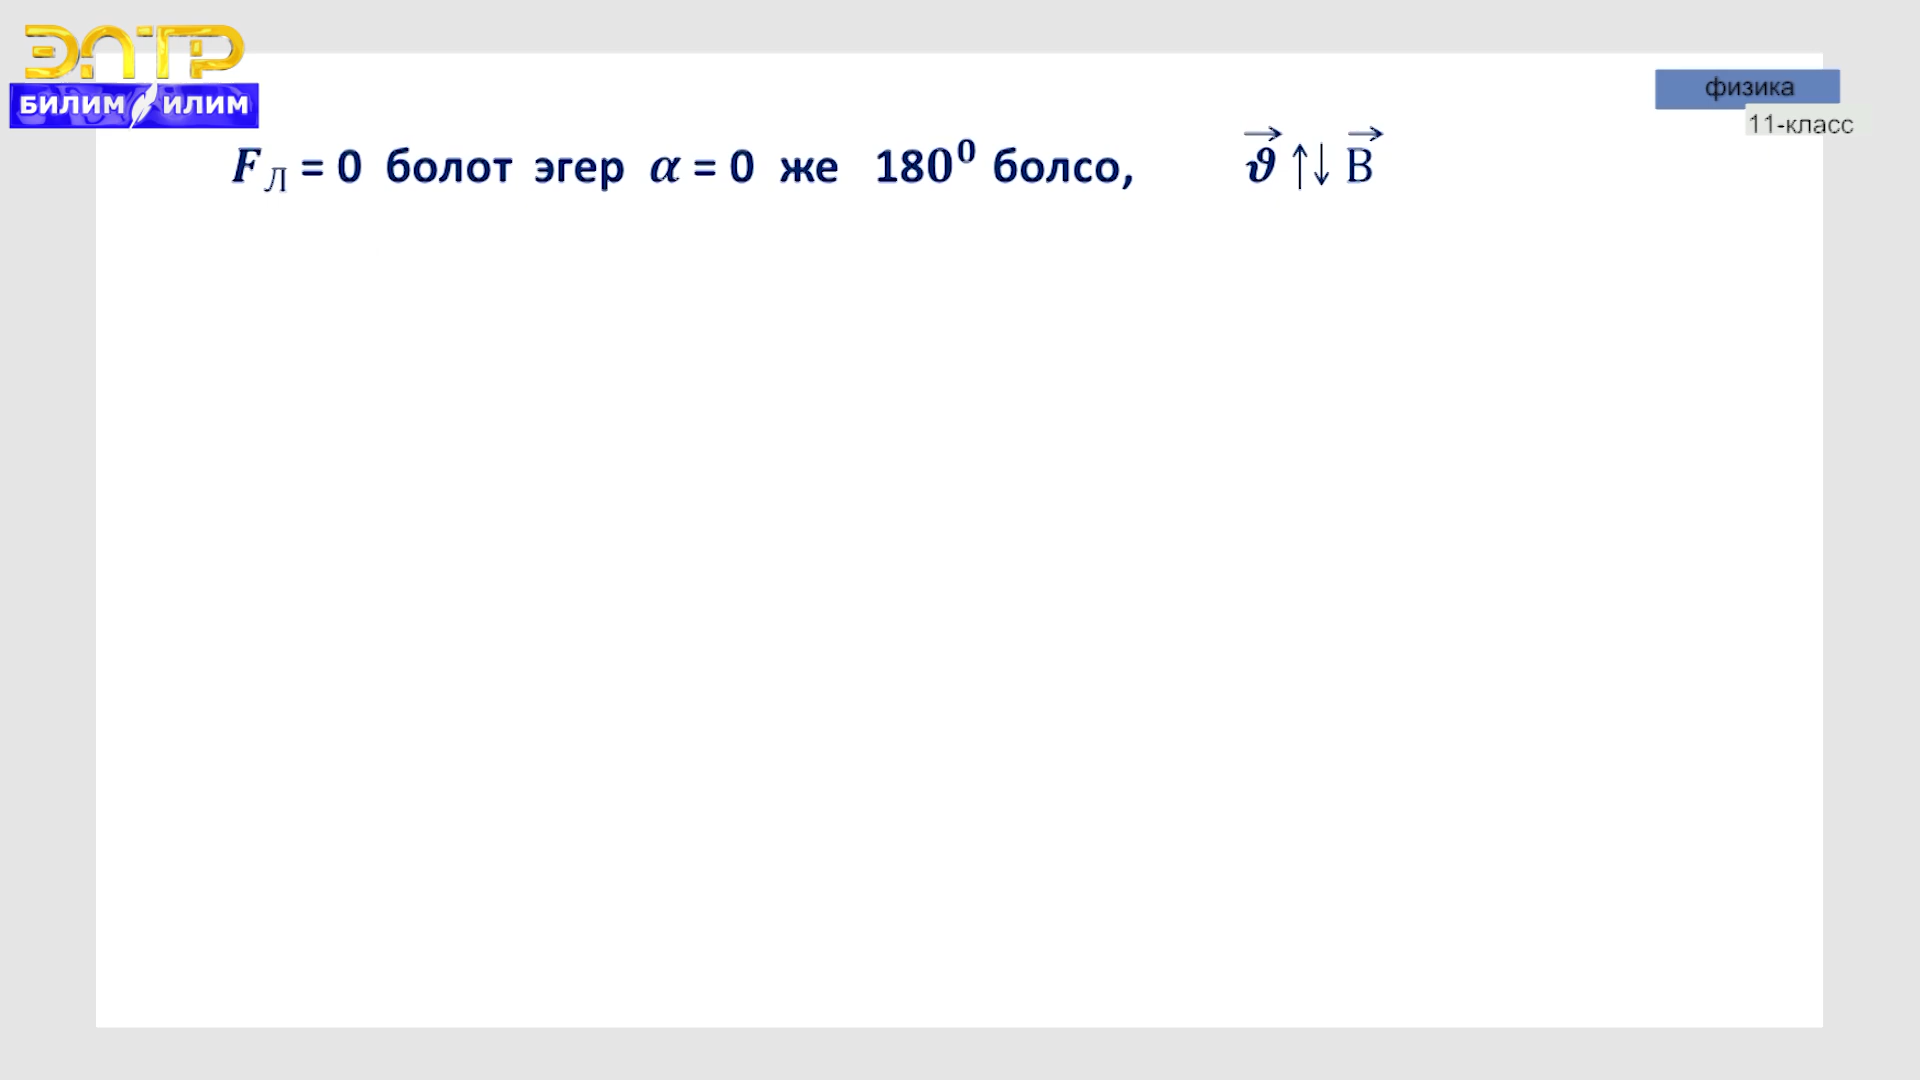 ЭЛТР
БИЛИМ ИЛИМ
физика
11-класс
F_Л = 0 болот эгер α = 0 же 180⁰ болсо, ϑ⃗ ↑↓ B⃗